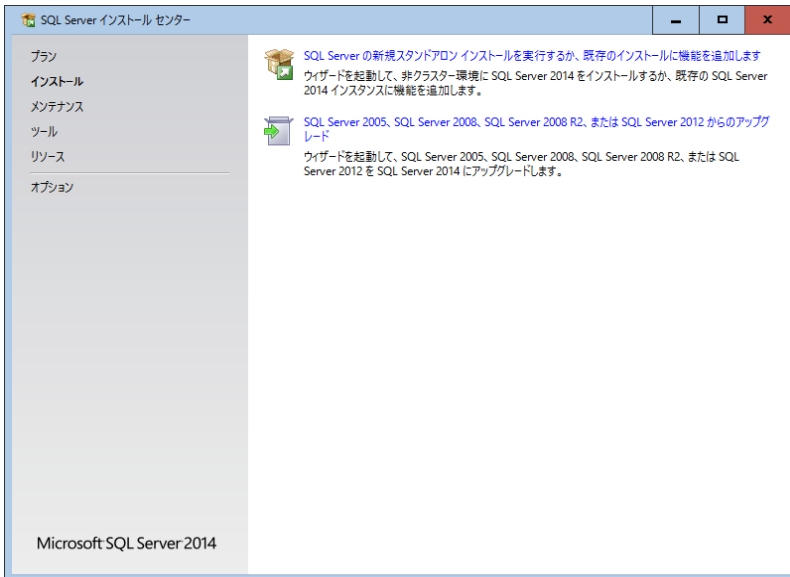 SQL Server インストール センター
プラン
インストール
メンテナンス
ツール
リソース
オプション
SQL Server の新規スタンドアロン インストールを実行するか、既存のインストールに機能を追加します
ウィザードを起動して、非クラスター環境に SQL Server 2014 をインストールするか、既存の SQL Server
2014 インスタンスに機能を追加します。
SQL Server 2005、SQL Server 2008、SQL Server 2008 R2、または SQL Server 2012 からのアップグ
レード
ウィザードを起動して、SQL Server 2005、SQL Server 2008、SQL Server 2008 R2、または SQL
Server 2012 を SQL Server 2014 にアップグレードします。
Microsoft SQL Server 2014